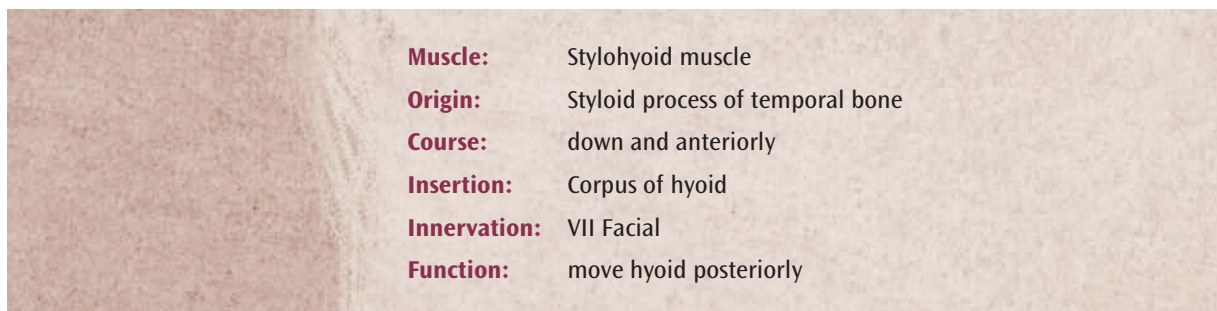 Muscle: Stylohyoid muscle
Origin: Styloid process of temporal bone
Course: down and anteriorly
Insertion: Corpus of hyoid
Innervation: VII Facial
Function: move hyoid posteriorly